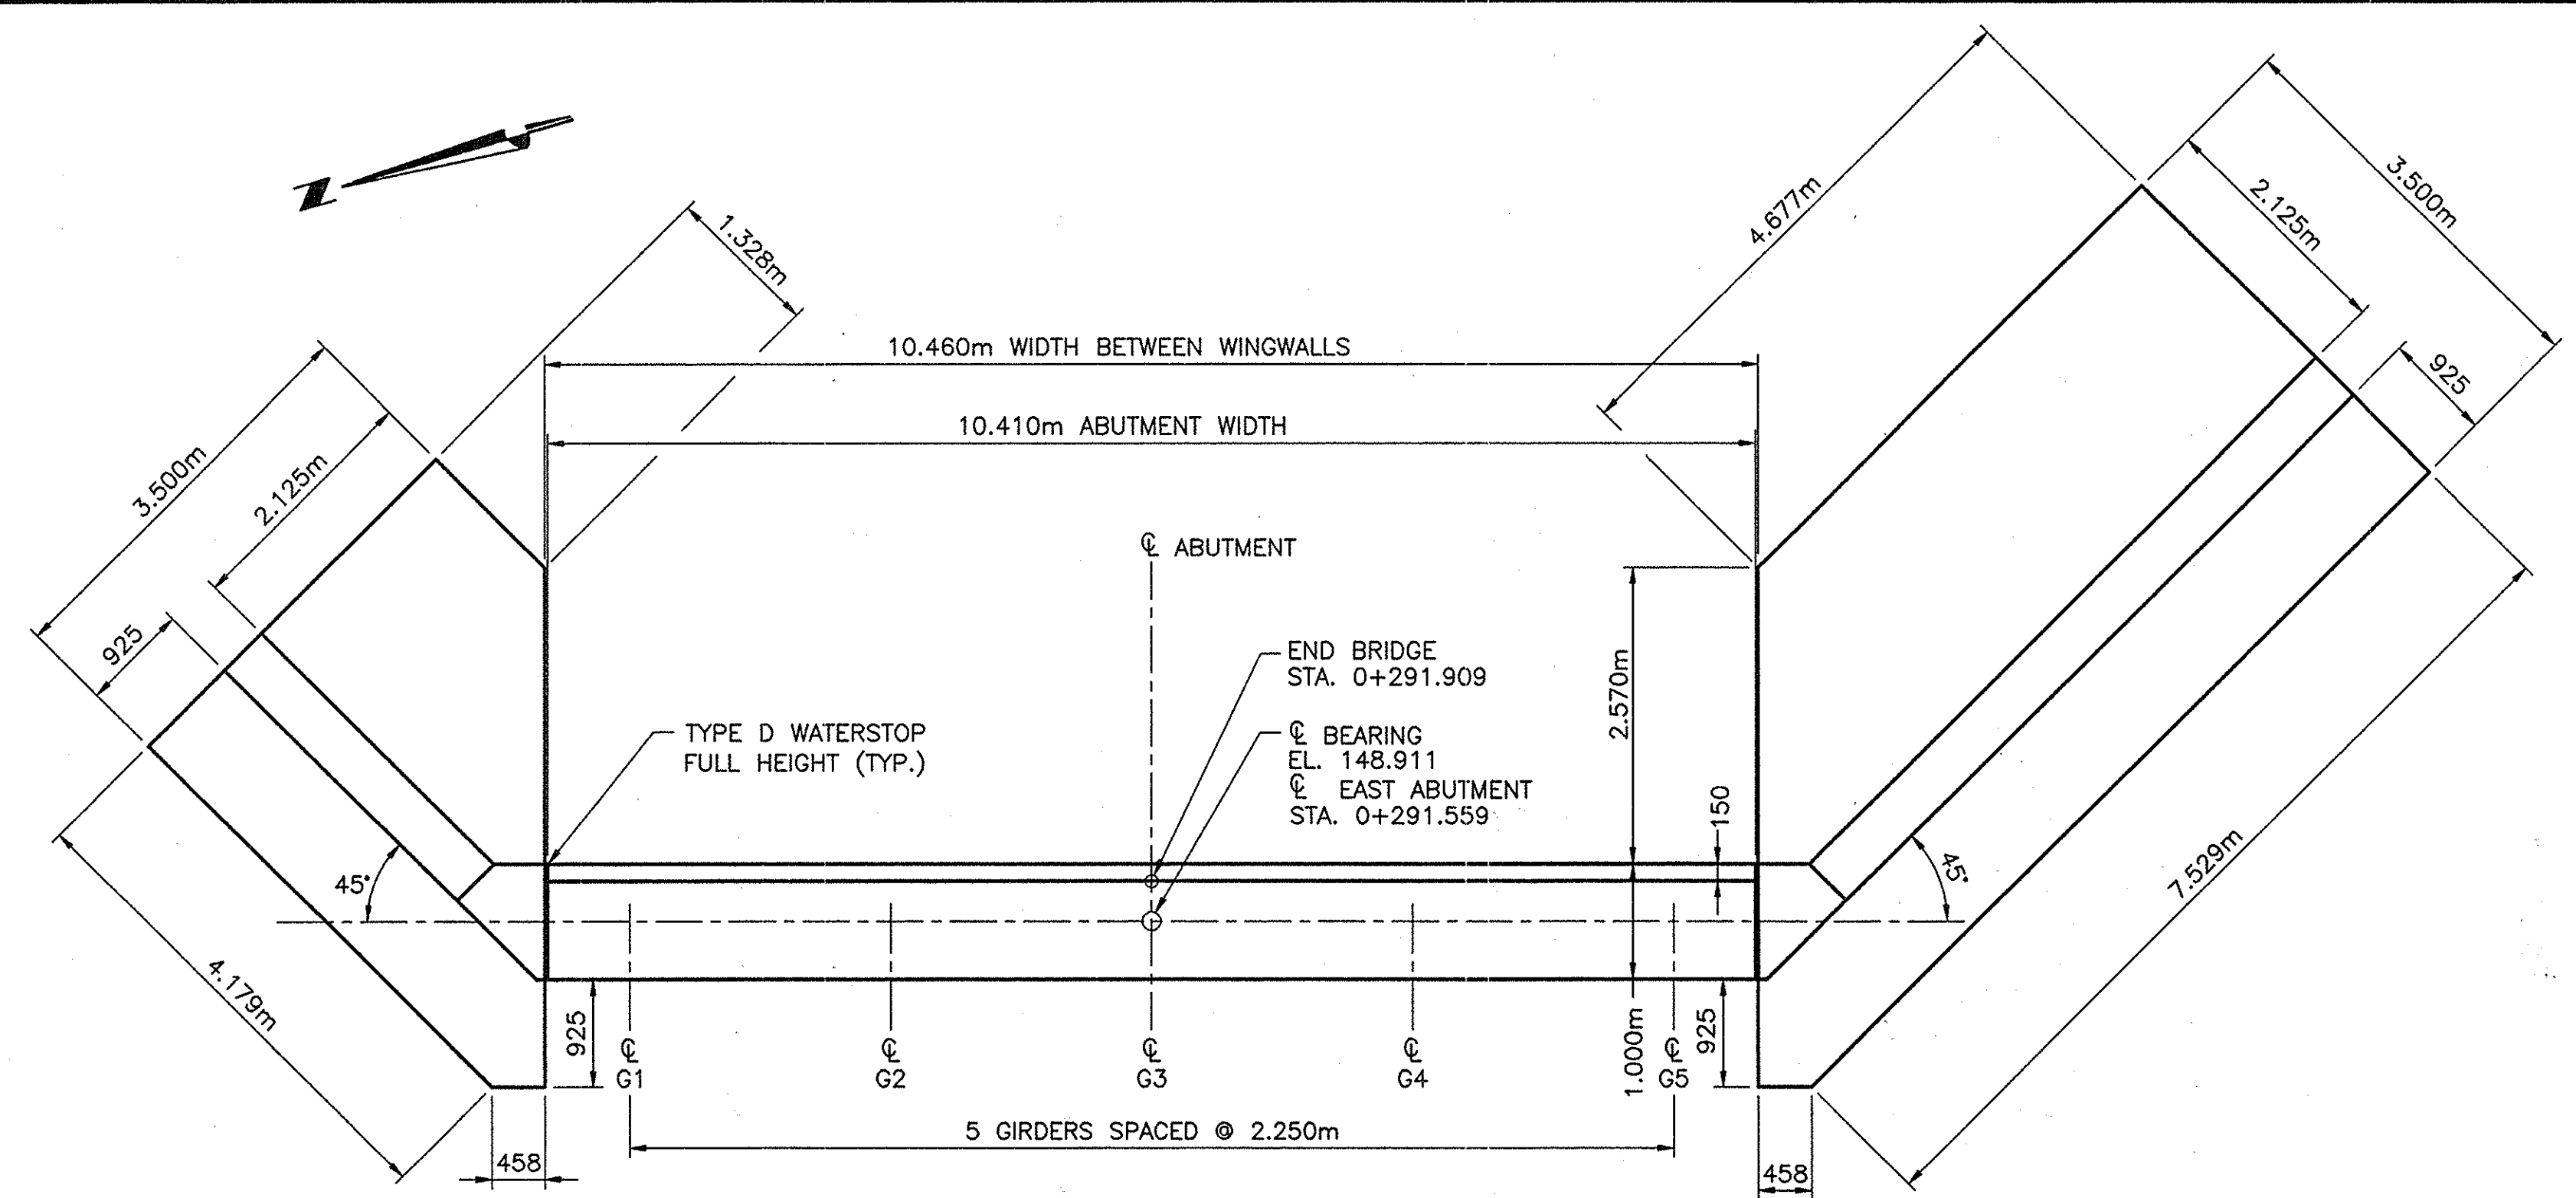 N
1.328m
4.677m
3.500m
2.125m
10.460m WIDTH BETWEEN WINGWALLS
925
10.410m ABUTMENT WIDTH
3.500m
2.125m
℄ ABUTMENT
925
END BRIDGE
STA. 0+291.909
2.570m
TYPE D WATERSTOP
FULL HEIGHT (TYP.)
℄ BEARING
EL. 148.911
℄ EAST ABUTMENT
STA. 0+291.559
150
45°
45°
7.529m
4.179m
925
1.000m
925
℄
G1
℄
G2
℄
G3
℄
G4
℄
G5
5 GIRDERS SPACED @ 2.250m
458
458